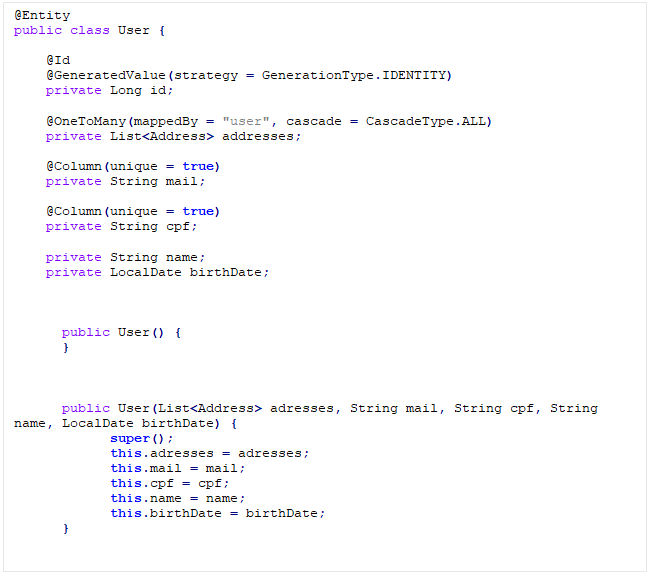 @Entity
public class User {
@Id
@GeneratedValue(strategy = GenerationType.IDENTITY)
private Long id;
@OneToMany(mappedBy = "user", cascade = CascadeType.ALL)
private List<Address> addresses;
@Column(unique = true)
private String mail;
@Column(unique = true)
private String cpf;
private String name;
private LocalDate birthDate;
public User() {
}
public User(List<Address> adresses, String mail, String cpf, String
name, LocalDate birthDate) {
super();
this.adresses = adresses;
this.mail = mail;
this.cpf = cpf;
this.name = name;
this.birthDate = birthDate;
}